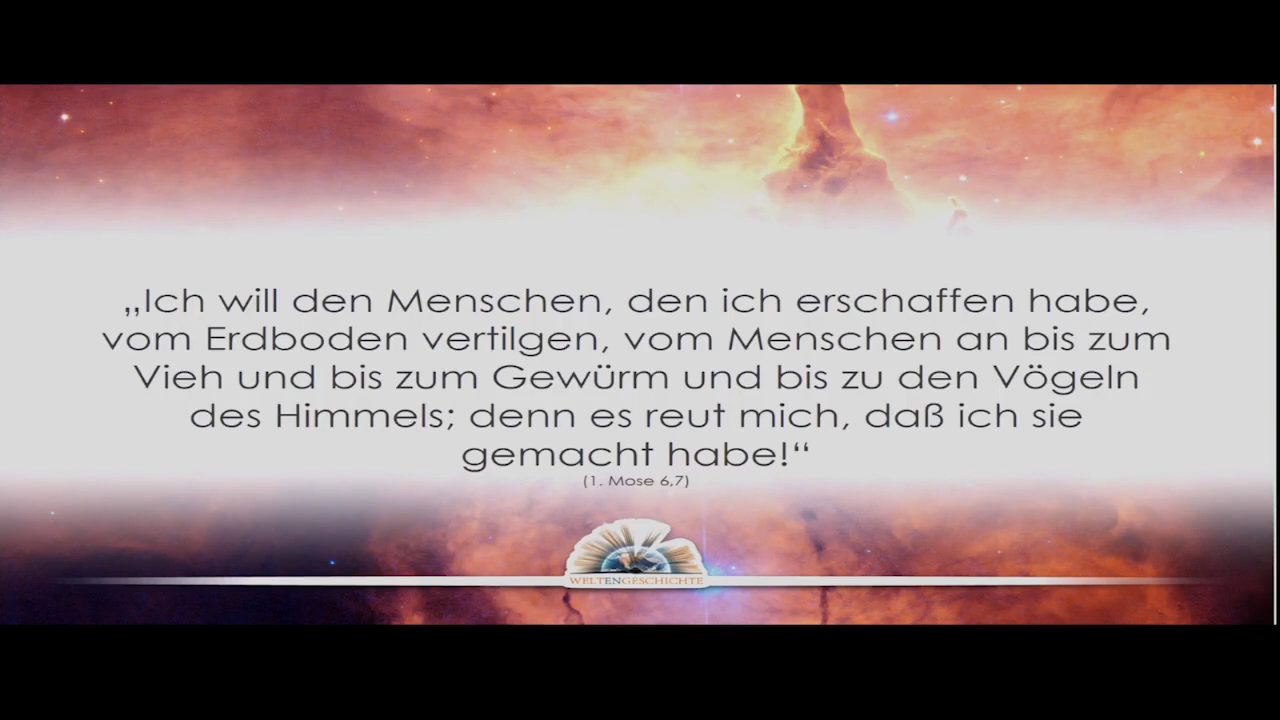 „Ich will den Menschen, den ich erschaffen habe,
vom Erdboden vertilgen, vom Menschen an bis zum
Vieh und bis zum Gewürm und bis zu den Vögeln
des Himmels; denn es reut mich, daß ich sie
gemacht habe!“
(1. Mose 6,7)
WELTENGESCHICHTE